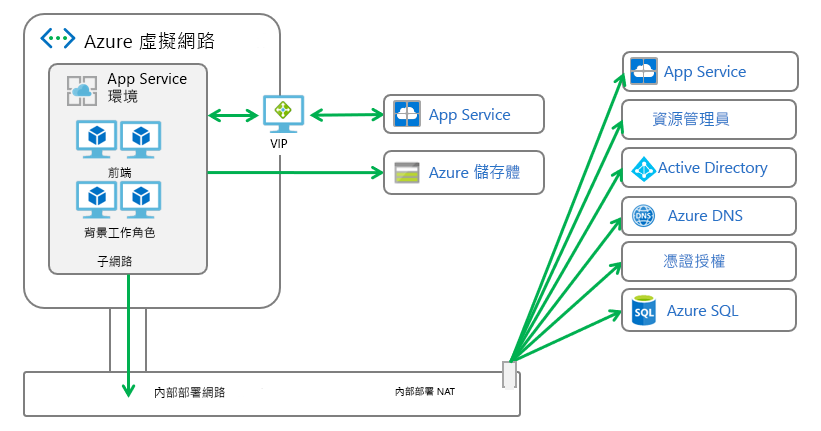 Azure 虛擬網路
App Service
環境
前端
背景工作角色
子網路
VIP
App Service
Azure 儲存體
App Service
資源管理員
Active Directory
DNS
Azure DNS
憑證授權
SQL
Azure SQL
內部部署網路
內部部署 NAT